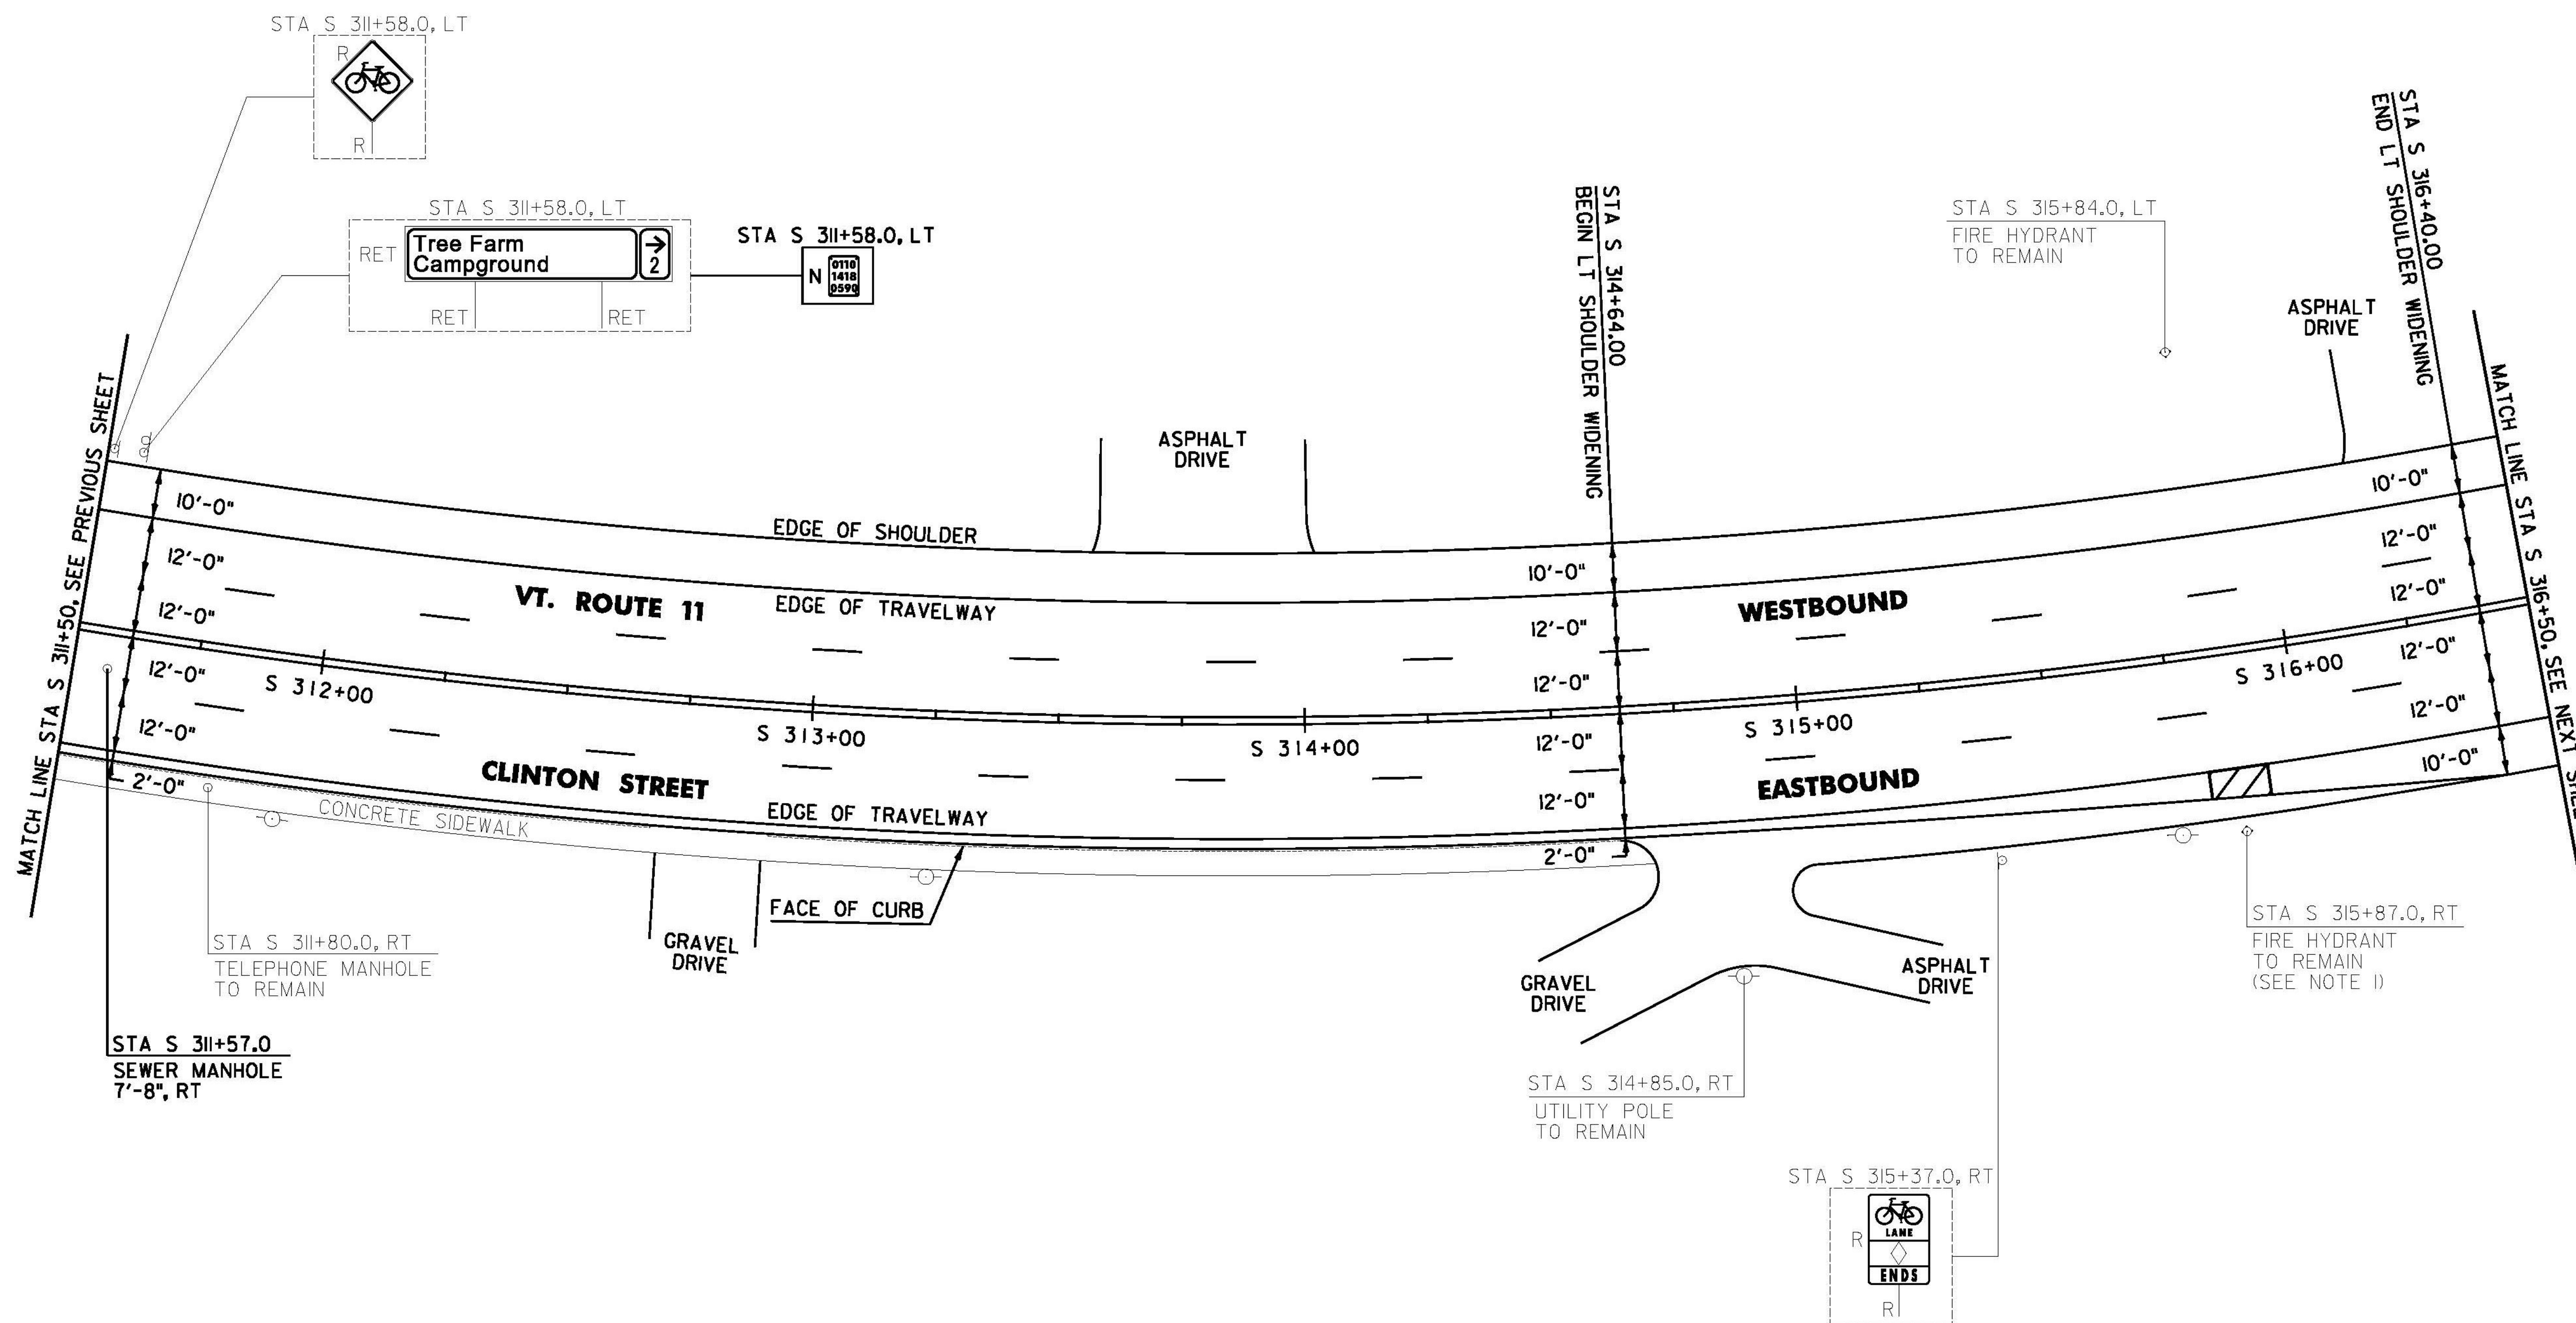 STA S 311+58.0, LT
R
R
STA S 311+58.0, LT
RET
Tree Farm
Campground
2
RET
RET
STA S 311+58.0, LT
N
0110
1418
0590
STA S 314+64.00
BEGIN LT SHOULDER WIDENING
STA S 315+84.0, LT
FIRE HYDRANT
TO REMAIN
STA S 316+40.00
END LT SHOULDER WIDENING
ASPHALT
DRIVE
MATCH LINE STA S 311+50, SEE PREVIOUS SHEET
MATCH LINE STA S 316+50, SEE NEXT
ASPHALT
DRIVE
10'-0"
12'-0"
12'-0"
12'-0"
12'-0"
2'-0"
EDGE OF SHOULDER
VT. ROUTE 11
EDGE OF TRAVELWAY
WESTBOUND
10'-0"
12'-0"
12'-0"
12'-0"
12'-0"
2'-0"
10'-0"
12'-0"
12'-0"
12'-0"
12'-0"
10'-0"
S 312+00
S 313+00
S 314+00
S 315+00
S 316+00
CLINTON STREET
EASTBOUND
EDGE OF TRAVELWAY
CONCRETE SIDEWALK
FACE OF CURB
GRAVEL
DRIVE
STA S 311+80.0, RT
TELEPHONE MANHOLE
TO REMAIN
STA S 311+57.0
SEWER MANHOLE
7'-8", RT
GRAVEL
DRIVE
ASPHALT
DRIVE
STA S 315+87.0, RT
FIRE HYDRANT
TO REMAIN
(SEE NOTE 1)
STA S 314+85.0, RT
UTILITY POLE
TO REMAIN
STA S 315+37.0, RT
R
LANE
ENDS
R